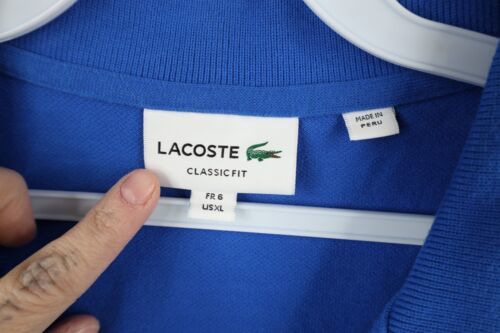 LACOSTE
CLASSIC FIT
FR 6
US XL
MADE IN
PERU